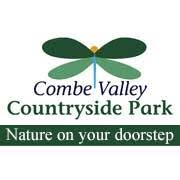 Combe Valley
Countryside Park
Nature on your doorstep